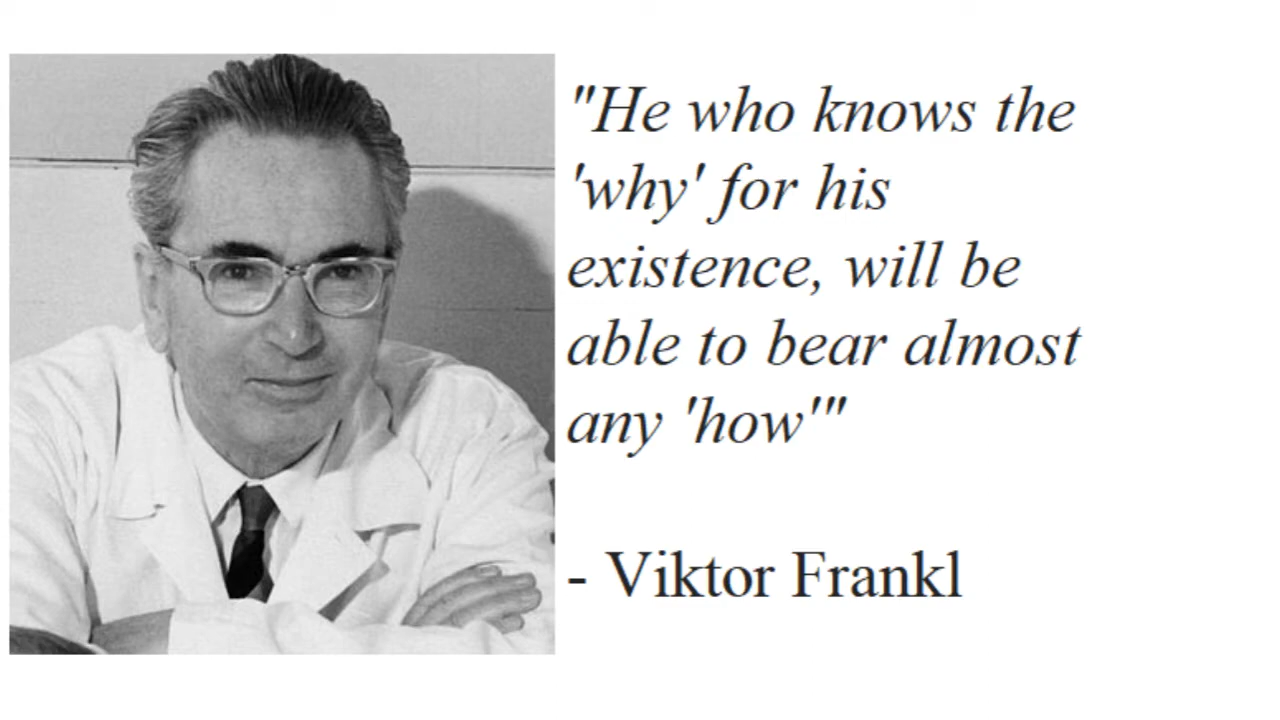 "He who knows the
'why' for his
existence, will be
able to bear almost
any 'how'"
- Viktor Frankl